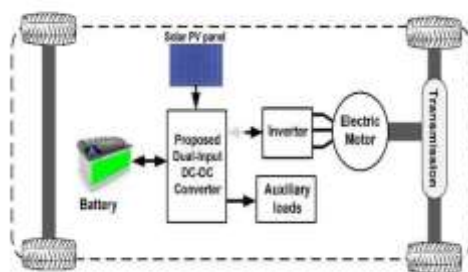 Solar PV panel
Proposed
Dual-Input
DC-DC
Converter
Battery
Inverter
Electric
Motor
Transmission
Auxiliary
loads